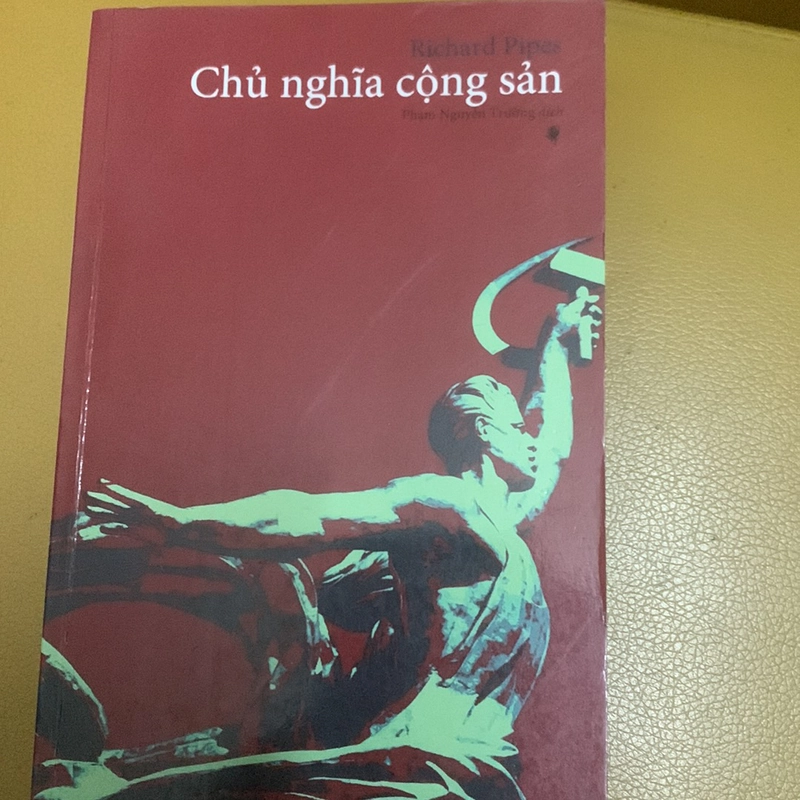 Richard Pipes
Chủ nghĩa cộng sản
Phạm Nguyên Trường dịch